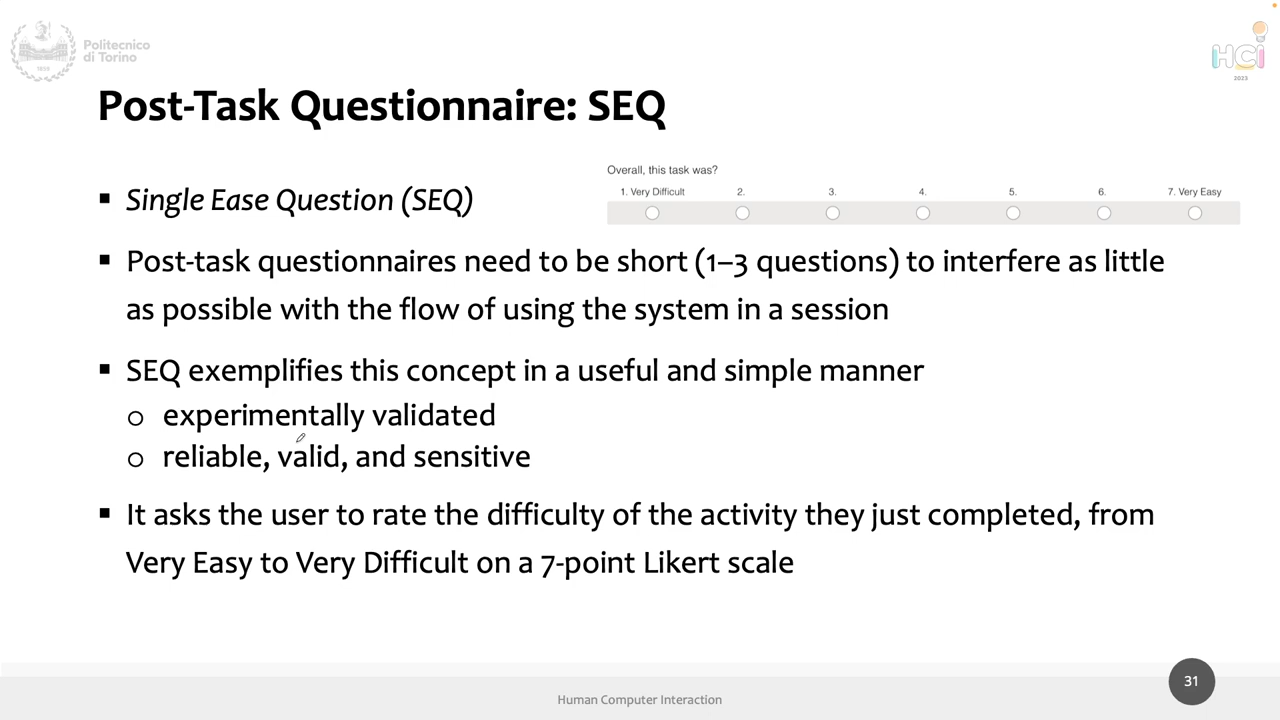 Politecnico
di Torino
1859
HCI
2023
Post-Task Questionnaire: SEQ
▪ Single Ease Question (SEQ)
Overall, this task was?
1. Very Difficult 2. 3. 4. 5. 6. 7. Very Easy
▪ Post-task questionnaires need to be short (1–3 questions) to interfere as little
as possible with the flow of using the system in a session
▪ SEQ exemplifies this concept in a useful and simple manner
o experimentally validated
o reliable, valid, and sensitive
▪ It asks the user to rate the difficulty of the activity they just completed, from
Very Easy to Very Difficult on a 7-point Likert scale
Human Computer Interaction
31